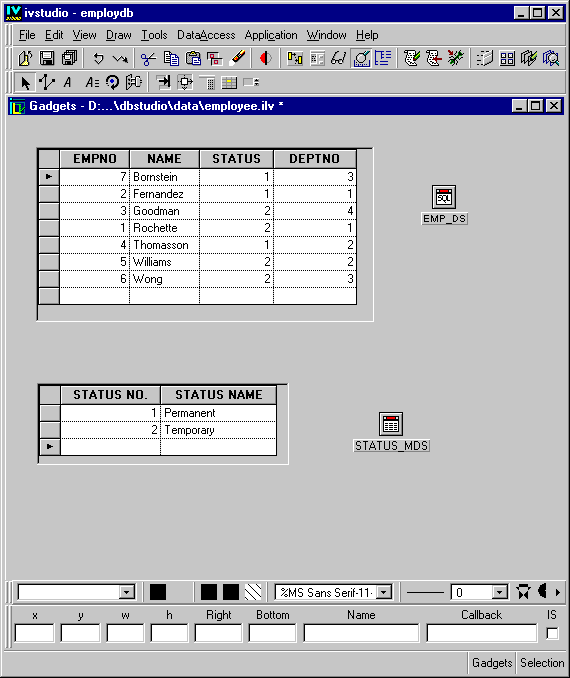 IV STUDIO ivstudio - employdb
File Edit View Draw Tools DataAccess Application Window Help
A A=
Gadgets - D:...\dbstudio\data\employee.ilv *
EMPNO NAME STATUS DEPTNO
7 Bornstein 1 3
2 Fernandez 1 1
3 Goodman 2 4
1 Rochette 2 1
4 Thomasson 1 2
5 Williams 2 2
6 Wong 2 3
SQL
EMP_DS
STATUS NO. STATUS NAME
1 Permanent
2 Temporary
STATUS_MDS
%MS Sans Serif-11- 0
x y w h Right Bottom Name Callback IS
Gadgets Selection